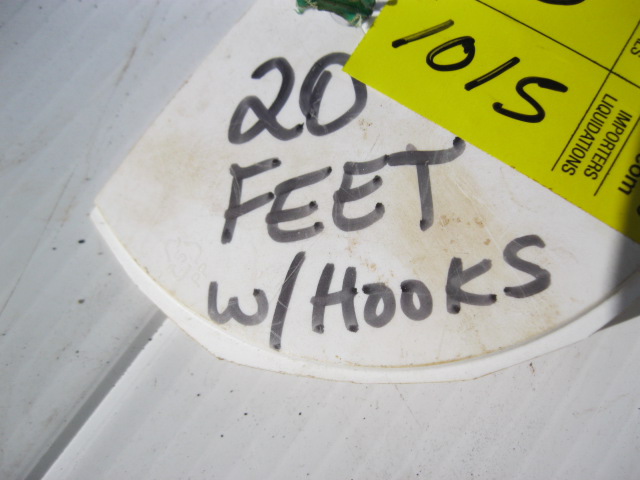 1015
IMPORTERS
LIQUIDATIONS
20
FEET
W/HOOKS